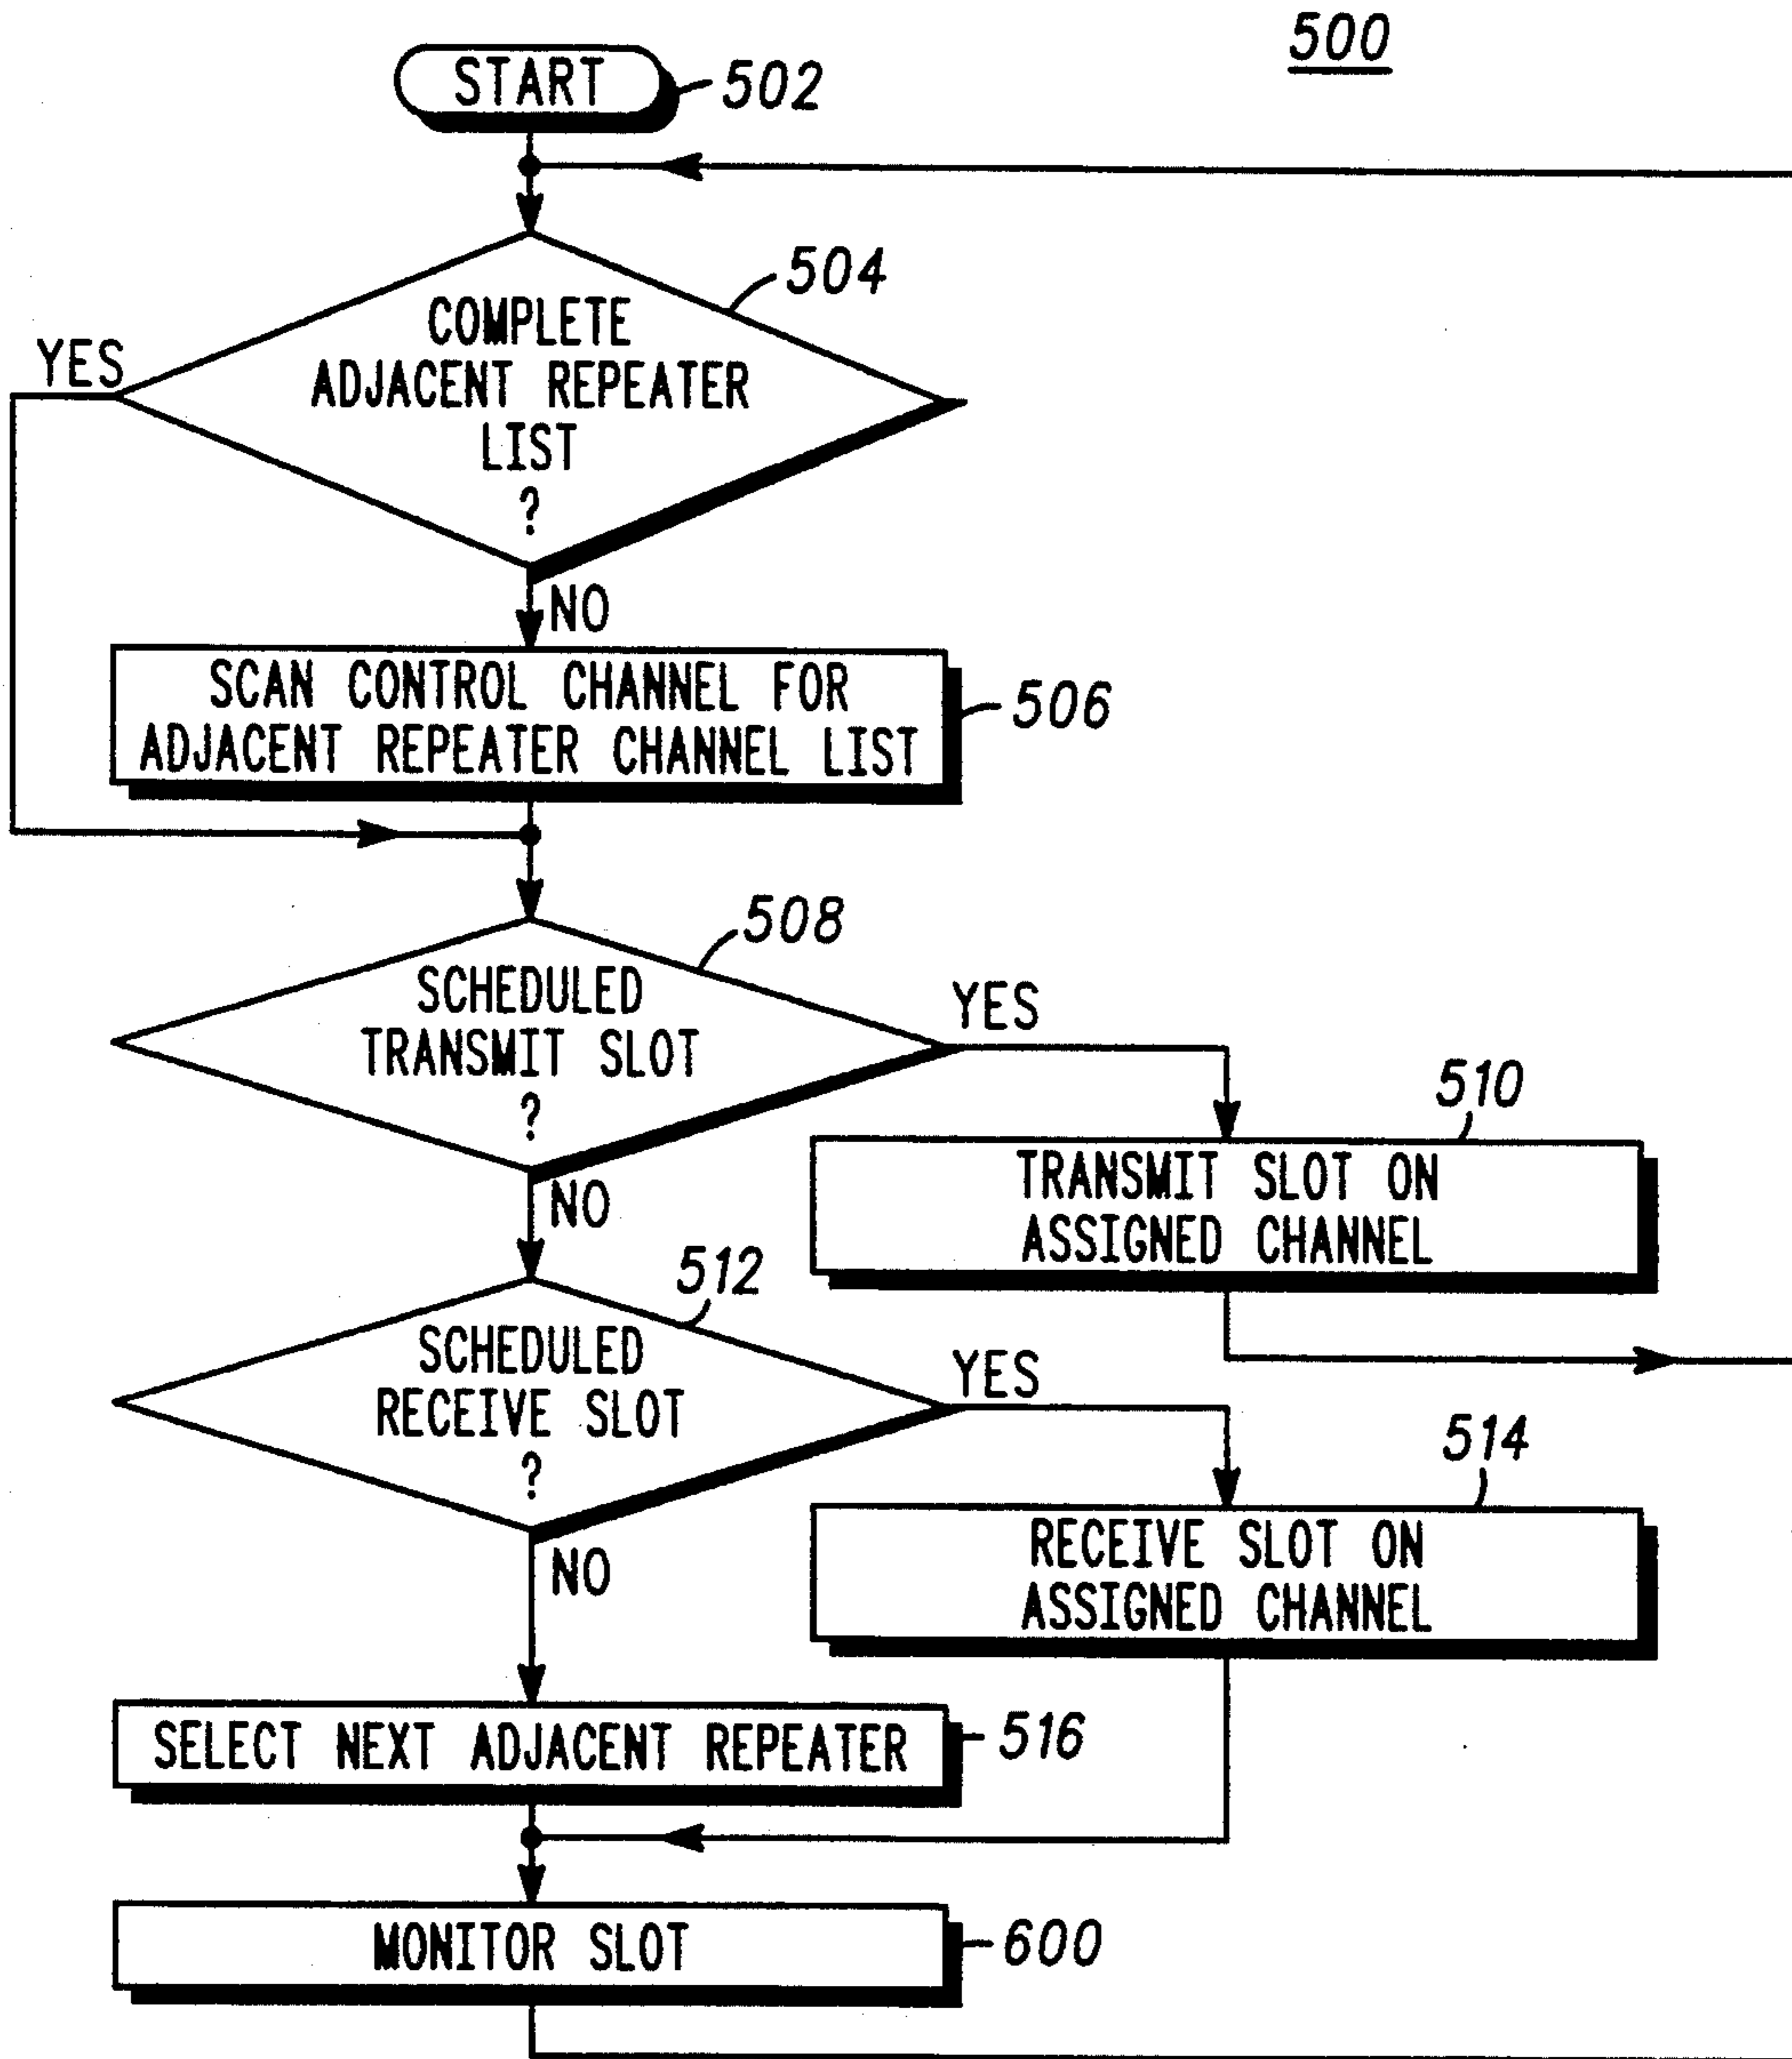 500
START
502
504
COMPLETE
ADJACENT REPEATER
LIST
?
YES
NO
SCAN CONTROL CHANNEL FOR
ADJACENT REPEATER CHANNEL LIST
506
508
SCHEDULED
TRANSMIT SLOT
?
YES
NO
510
TRANSMIT SLOT ON
ASSIGNED CHANNEL
512
SCHEDULED
RECEIVE SLOT
?
YES
NO
514
RECEIVE SLOT ON
ASSIGNED CHANNEL
SELECT NEXT ADJACENT REPEATER
516
MONITOR SLOT
600